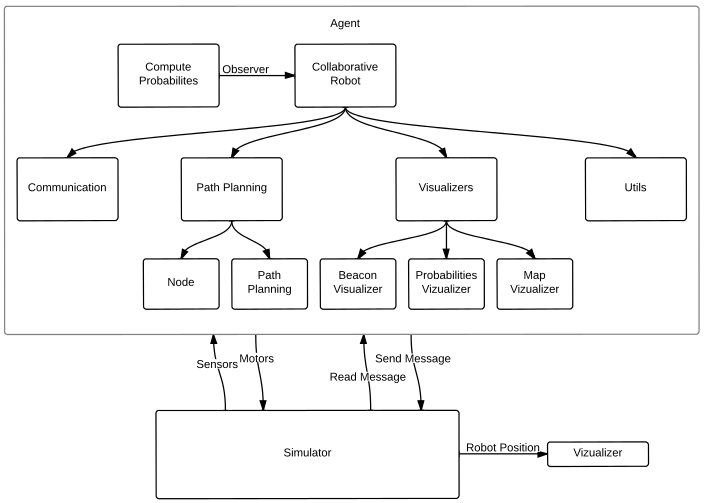 Agent
Compute
Probabilites
Observer
Collaborative
Robot
Communication
Path Planning
Visualizers
Utils
Node
Path
Planning
Beacon
Visualizer
Probabilities
Vizualizer
Map
Vizualizer
Sensors
Motors
Read Message
Send Message
Simulator
Robot Position
Vizualizer